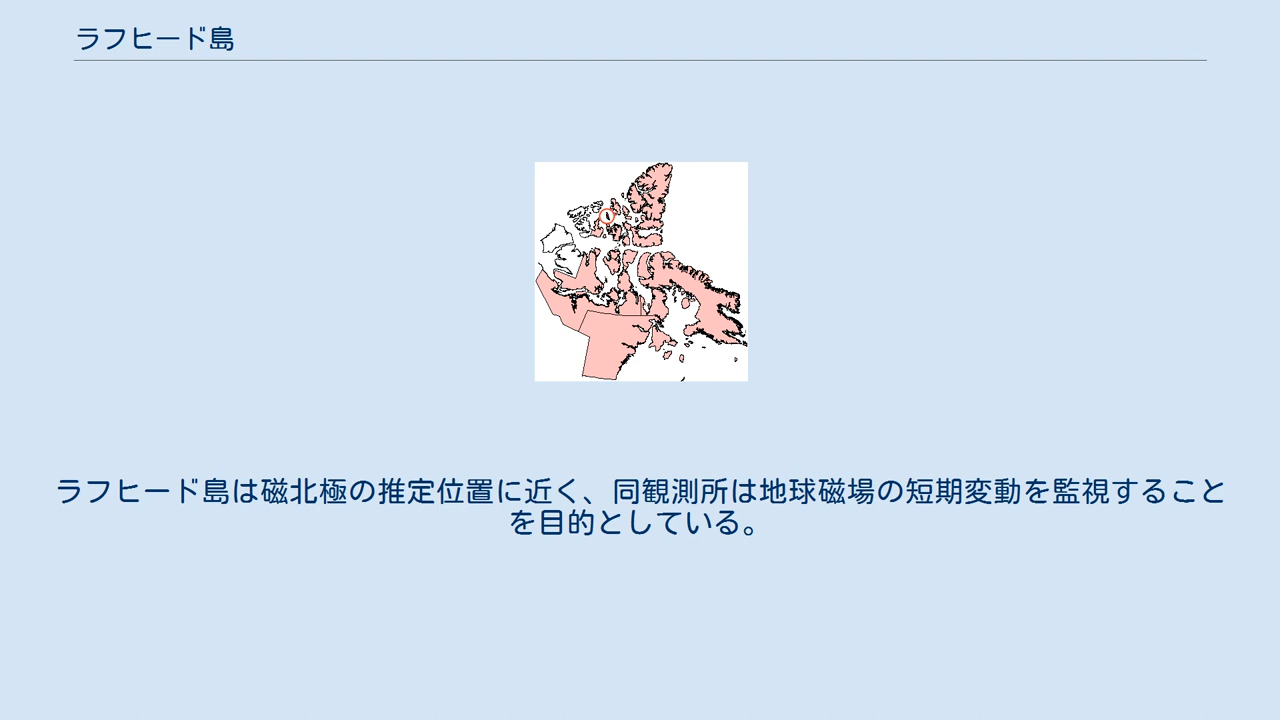 ラフヒード島
ラフヒード島は磁北極の推定位置に近く、同観測所は地球磁場の短期変動を監視すること
を目的としている。